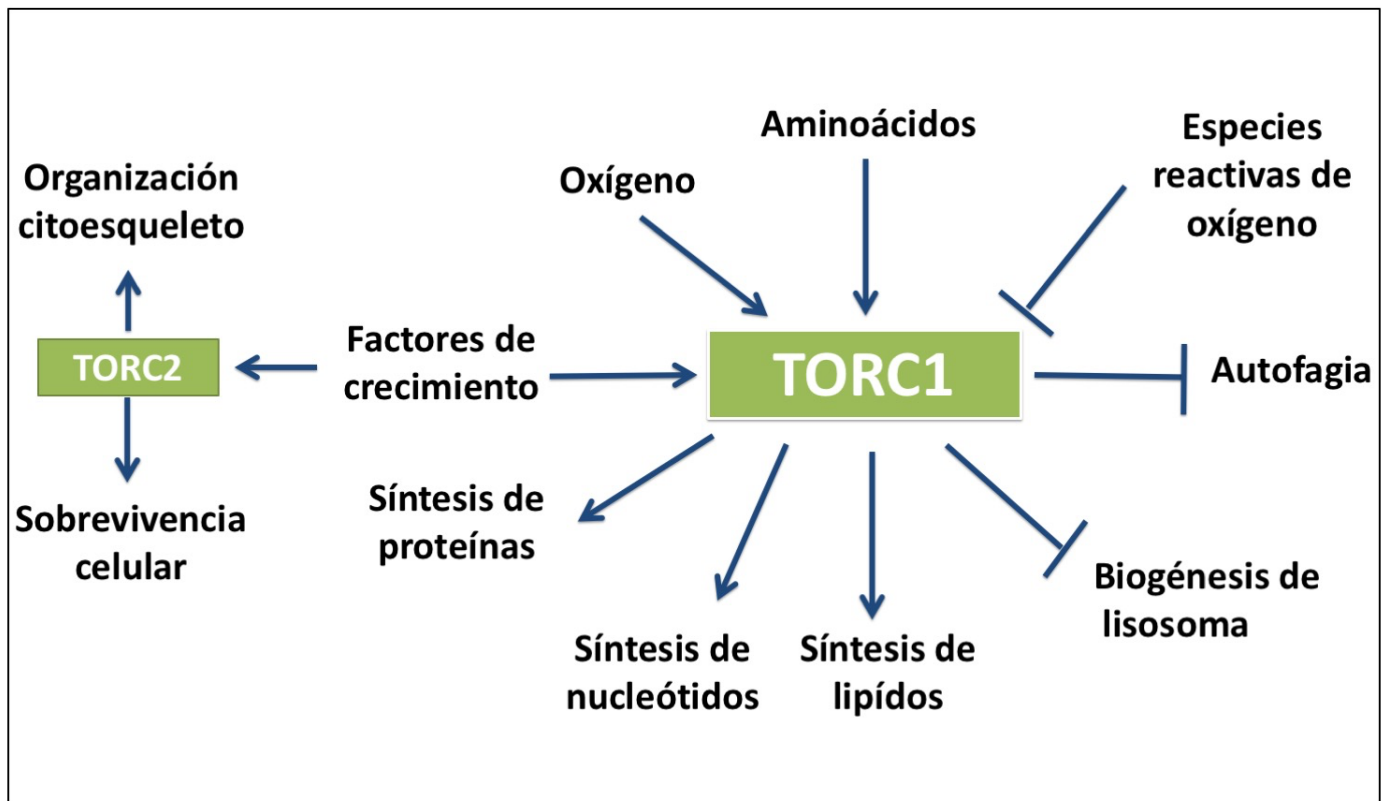 Aminoácidos
Especies
reactivas de
oxígeno
Oxígeno
Organización
citoesqueleto
Factores de
crecimiento
TORC2
TORC1
Autofagia
Síntesis de
proteínas
Sobrevivencia
celular
Biogénesis de
lisosoma
Síntesis de
nucleótidos
Síntesis de
lipídos